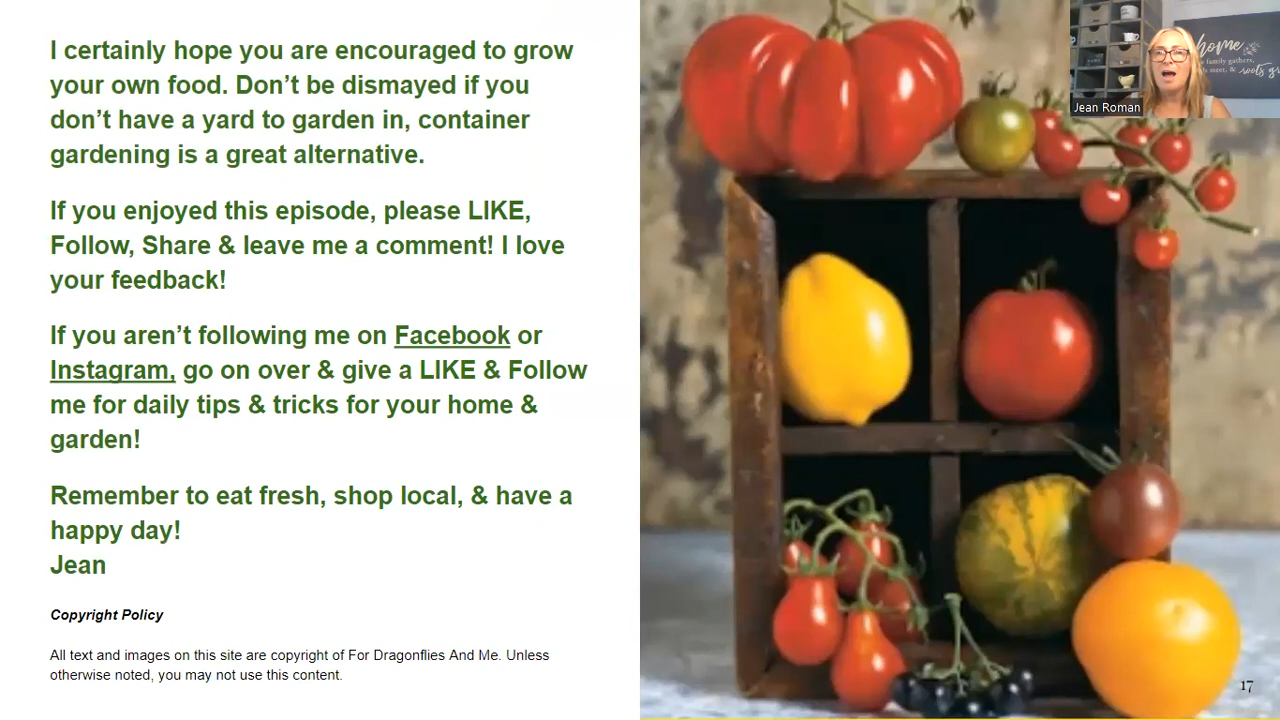 I certainly hope you are encouraged to grow
your own food. Don’t be dismayed if you
don’t have a yard to garden in, container
gardening is a great alternative.
If you enjoyed this episode, please LIKE,
Follow, Share & leave me a comment! I love
your feedback!
If you aren’t following me on Facebook or
Instagram, go on over & give a LIKE & Follow
me for daily tips & tricks for your home &
garden!
Remember to eat fresh, shop local, & have a
happy day!
Jean
Copyright Policy
All text and images on this site are copyright of For Dragonflies And Me. Unless
otherwise noted, you may not use this content.
home
family gathers,
meet, &
Jean Roman
17